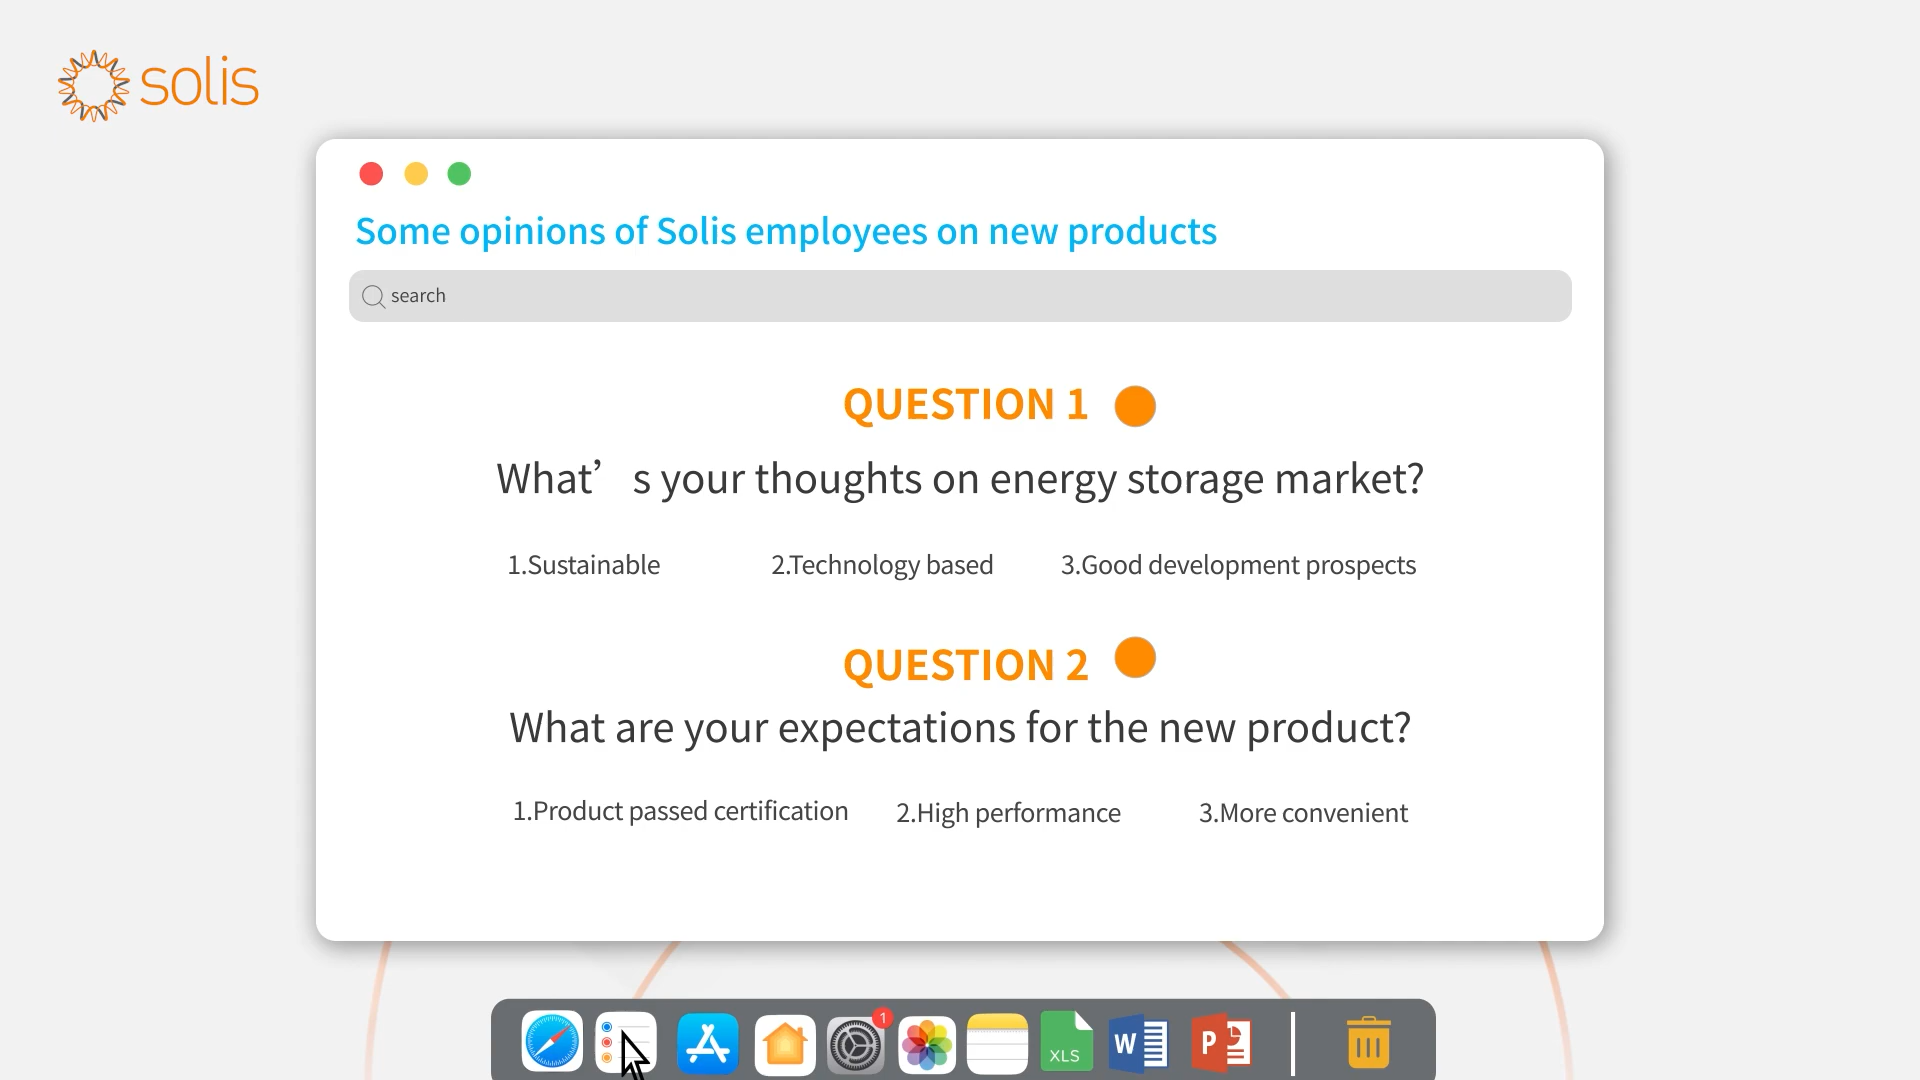 solis
Some opinions of Solis employees on new products
search
QUESTION 1
What’s your thoughts on energy storage market?
1.Sustainable 2.Technology based 3.Good development prospects
QUESTION 2
What are your expectations for the new product?
1.Product passed certification 2.High performance 3.More convenient
1
XLS W P